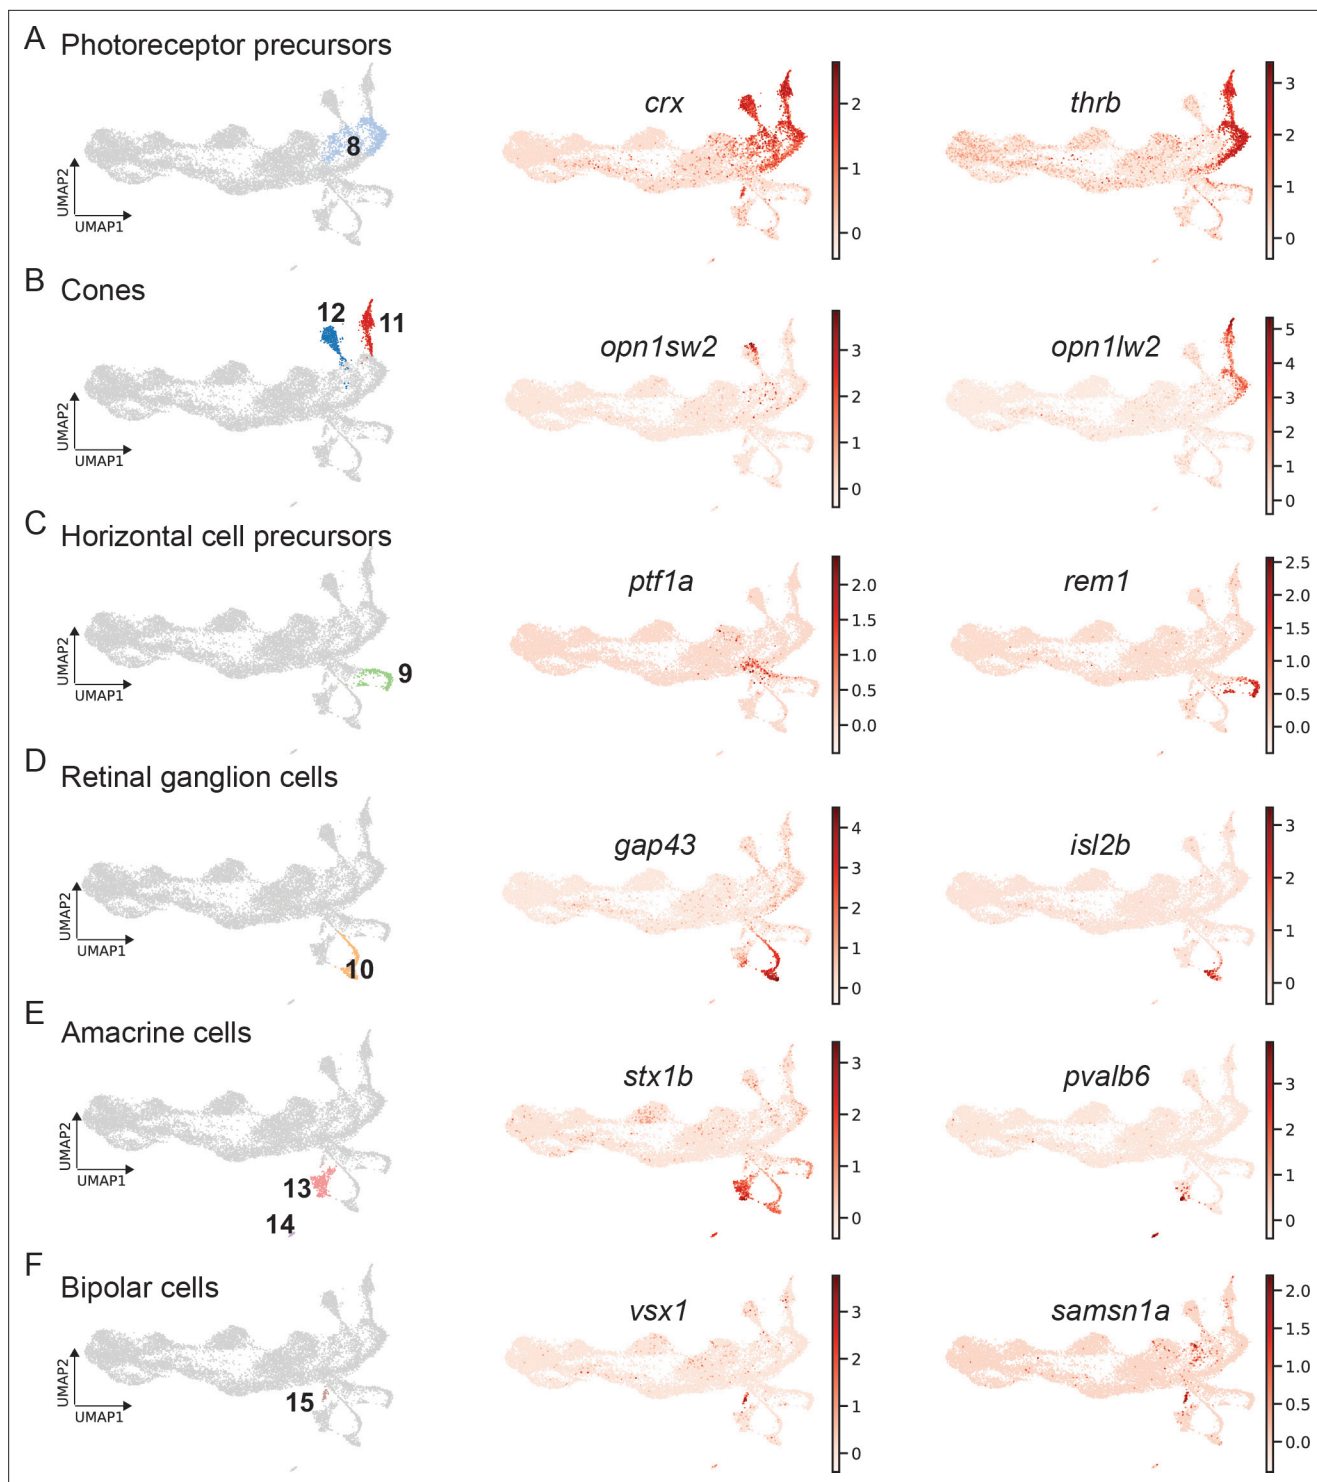 A Photoreceptor precursors
8
UMAP2
UMAP1
crx
2
1
0
thrb
3
2
1
0
B Cones
12
11
UMAP2
UMAP1
opn1sw2
3
2
1
0
opn1lw2
5
4
3
2
1
0
C Horizontal cell precursors
9
UMAP2
UMAP1
ptf1a
2.0
1.5
1.0
0.5
0.0
rem1
2.5
2.0
1.5
1.0
0.5
0.0
D Retinal ganglion cells
10
UMAP2
UMAP1
gap43
4
3
2
1
0
isl2b
3
2
1
0
E Amacrine cells
13
14
UMAP2
UMAP1
stx1b
3
2
1
0
pvalb6
3
2
1
0
F Bipolar cells
15
UMAP2
UMAP1
vsx1
3
2
1
0
samsn1a
2.0
1.5
1.0
0.5
0.0